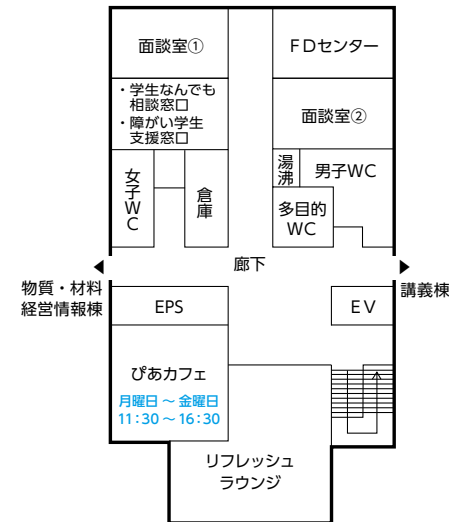 面談室①
FDセンター
・学生なんでも
相談窓口
・障がい学生
支援窓口
面談室②
女子WC
倉庫
湯沸
男子WC
多目的
WC
廊下
物質・材料
経営情報棟
講義棟
EPS
EV
ぴあカフェ
月曜日～金曜日
11:30～16:30
リフレッシュ
ラウンジ